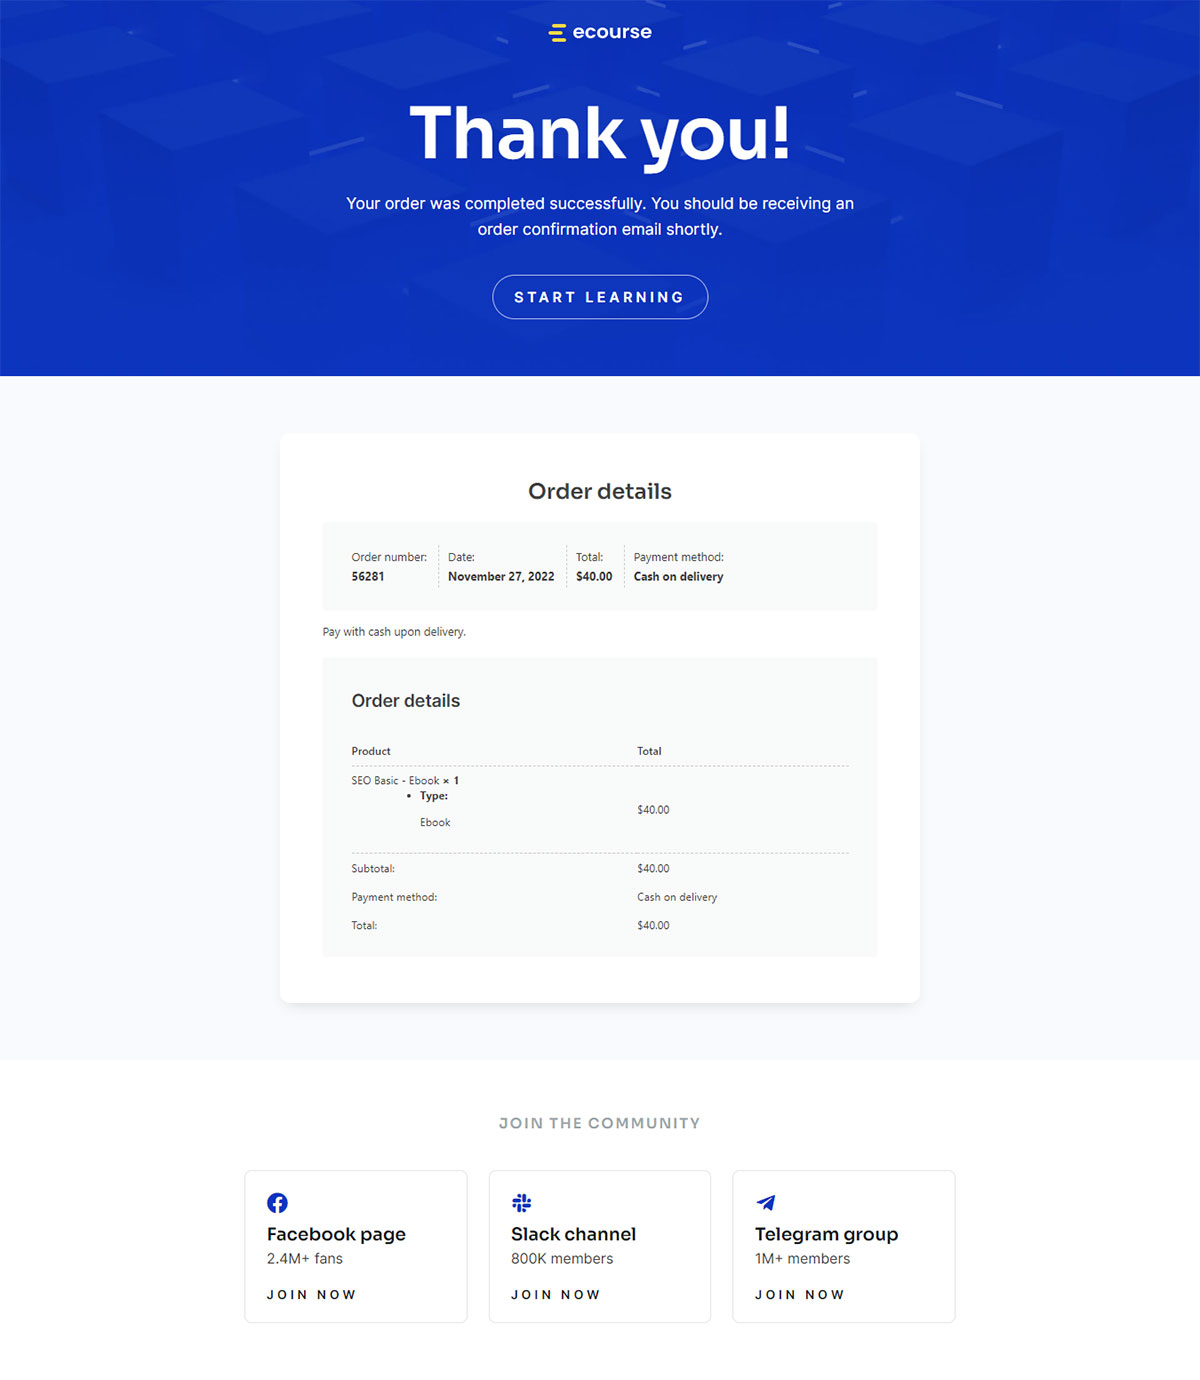 ecourse
Thank you!
Your order was completed successfully. You should be receiving an
order confirmation email shortly.
START LEARNING
Order details
Order number: Date: Total: Payment method:
56281 November 27, 2022 $40.00 Cash on delivery
Pay with cash upon delivery.
Order details
Product Total
SEO Basic - Ebook × 1
• Type:
$40.00
Ebook
Subtotal: $40.00
Payment method: Cash on delivery
Total: $40.00
JOIN THE COMMUNITY
Facebook page
2.4M+ fans
JOIN NOW
Slack channel
800K members
JOIN NOW
Telegram group
1M+ members
JOIN NOW